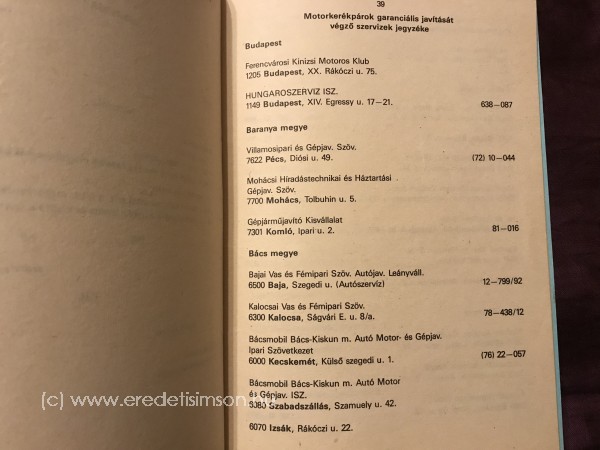 39
Motorkerékpárok garanciális javítását
végző szervizek jegyzéke
Budapest
Ferencvárosi Kinizsi Motoros Klub
1205 Budapest, XX. Rákóczi u. 75.
HUNGAROSZERVIZ ISZ.
1149 Budapest, XIV. Egressy u. 17–21. 638–087
Baranya megye
Villamosipari és Gépjav. Szöv.
7622 Pécs, Diósi u. 49. (72) 10–044
Mohácsi Híradástechnikai és Háztartási
Gépjav. Szöv.
7700 Mohács, Tolbuhin u. 5.
Gépjárműjavító Kisvállalat
7301 Komló, Ipari u. 2. 81–016
Bács megye
Bajai Vas és Fémipari Szöv. Autójav. Leányváll.
6500 Baja, Szegedi u. (Autószervíz) 12–799/92
Kalocsai Vas és Fémipari Szöv.
6300 Kalocsa, Ságvári E. u. 8/a. 78–438/12
Bácsmobil Bács-Kiskun m. Autó Motor- és Gépjav.
Ipari Szövetkezet
6000 Kecskemét, Külső szegedi u. 1. (76) 22–057
Bácsmobil Bács-Kiskun m. Autó Motor
és Gépjav. ISZ.
(c) www.eredetisimson
6080 Szabadszállás, Szamuely u. 42.
6070 Izsák, Rákóczi u. 22.